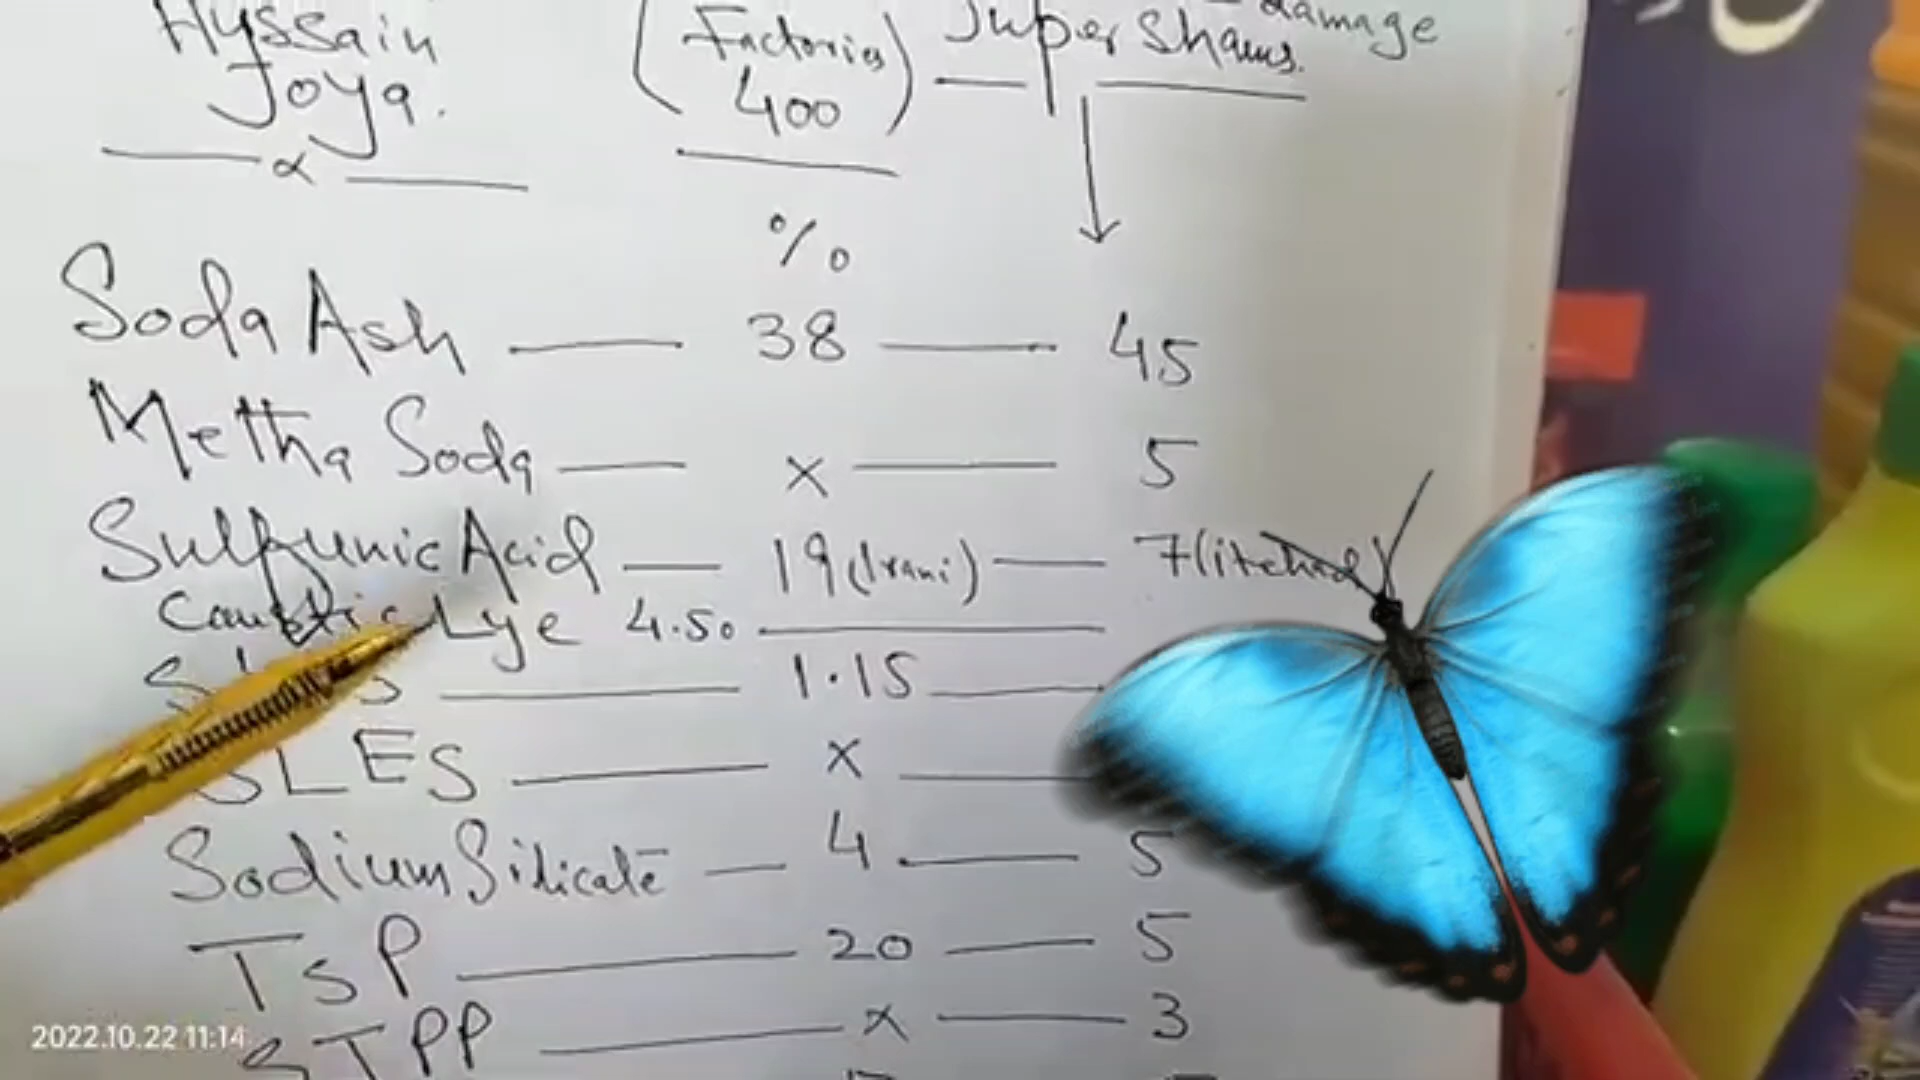 Hussain (Factories) Super Shams. damage
Joya. 400
%
Soda Ash 38 45
Metha Soda x 5
Sulfunic Acid 19 (Irani) 7
Caustic Lye 4.50
1.15
SLES x
Sodium Silicate 4 5
TSP 20 5
STPP x 3
2022.10.22 11:14